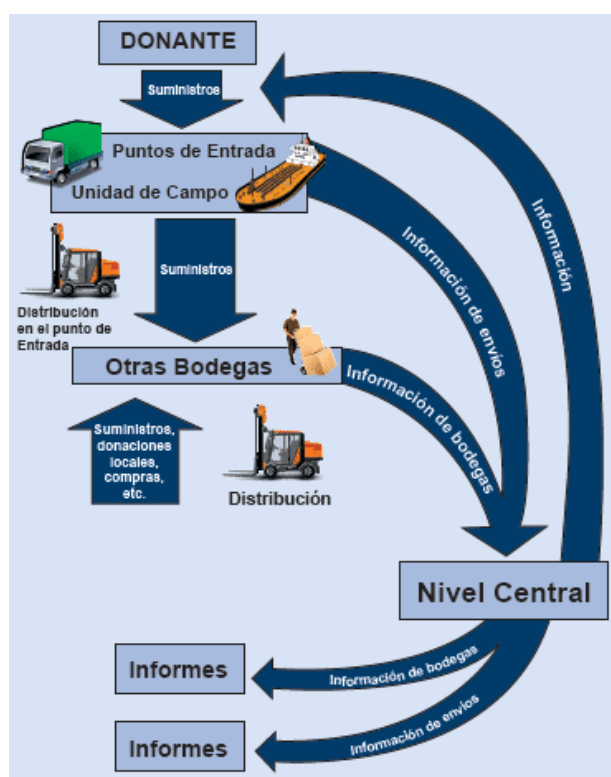 DONANTE
Suministros
Puntos de Entrada
Unidad de Campo
Suministros
Distribución
en el punto de
Entrada
Otras Bodegas
Suministros,
donaciones
locales,
compras,
etc.
Distribución
Información de envíos
Información de bodegas
Información
Nivel Central
Informes
Información de bodegas
Informes
Información de envíos